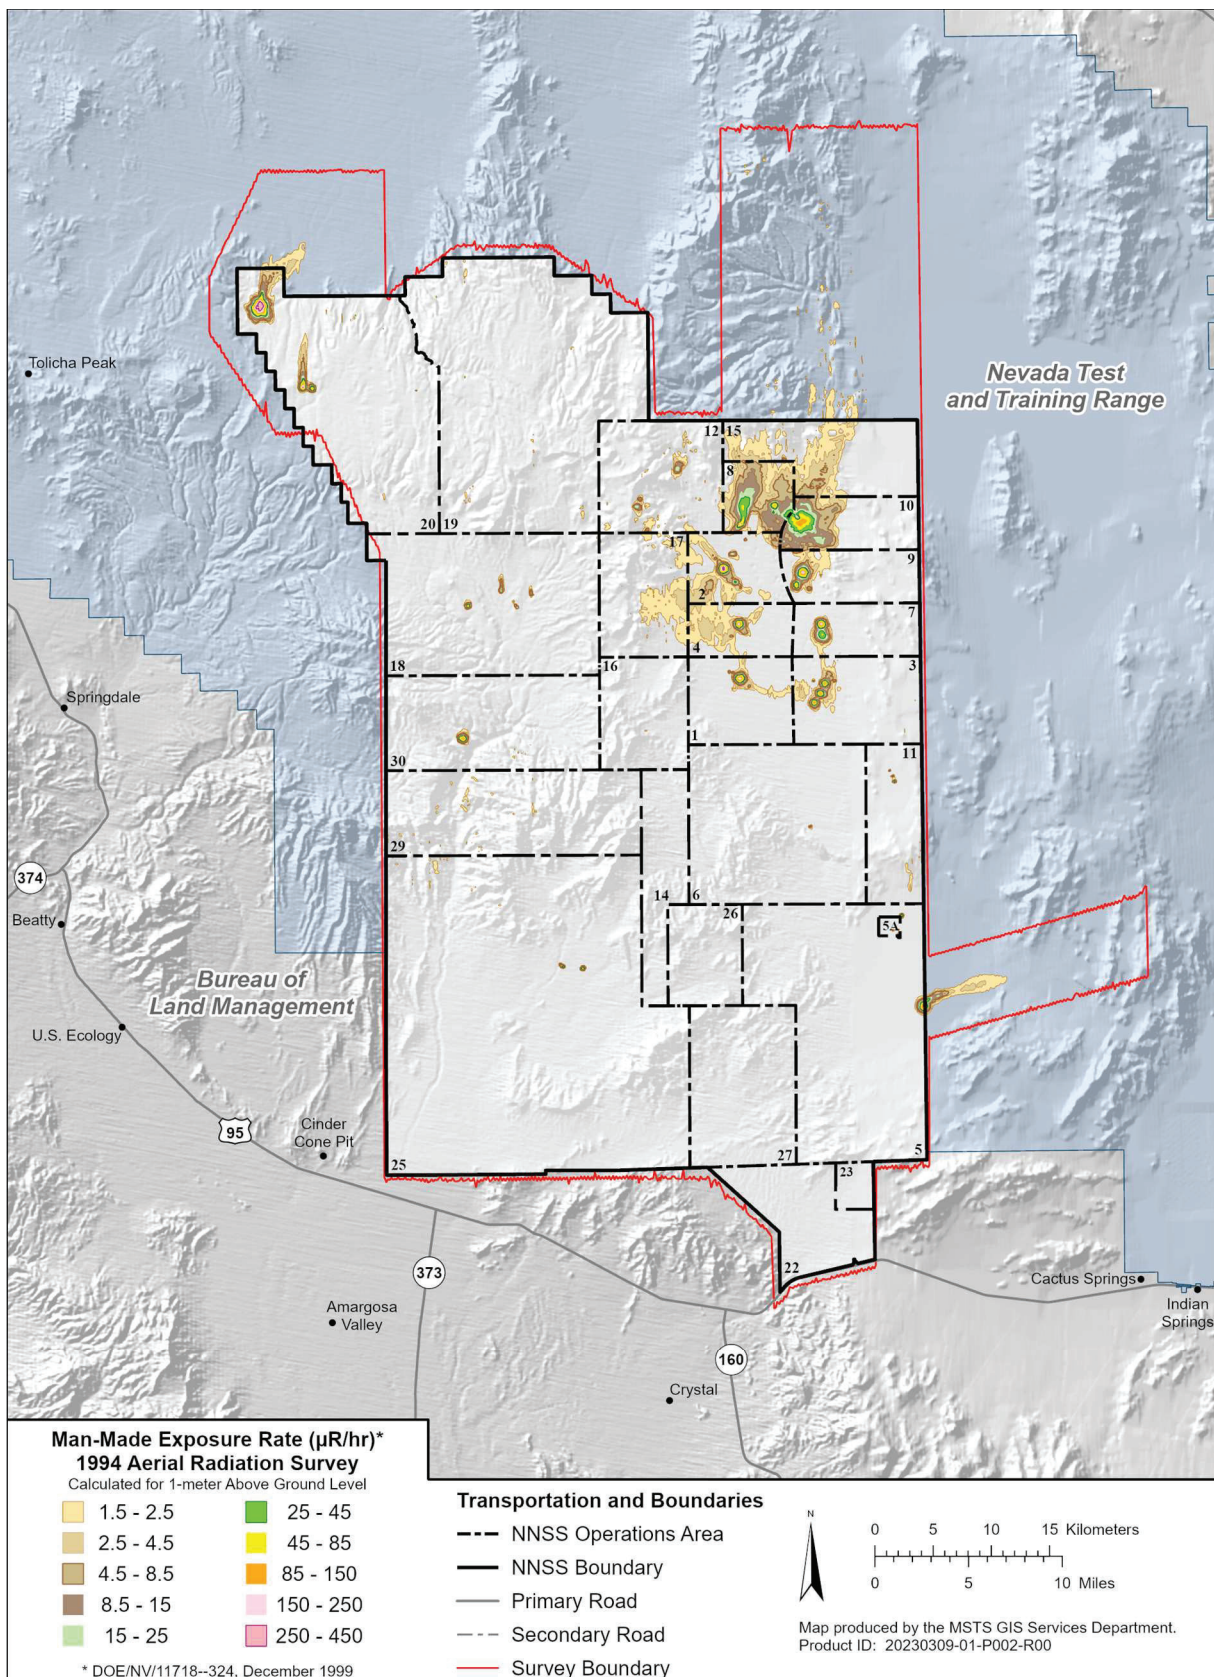 Tolicha Peak
Nevada Test
and Training Range
12
15
8
10
20
19
17
9
2
7
4
18
16
3
Springdale
1
11
30
29
374
14
6
26
5A
Beatty
Bureau of
Land Management
U.S. Ecology
Cinder
Cone Pit
95
25
27
23
5
22
373
Cactus Springs
Indian
Springs
Amargosa
Valley
160
Crystal
Man-Made Exposure Rate (µR/hr)*
1994 Aerial Radiation Survey
Calculated for 1-meter Above Ground Level
1.5 - 2.5
2.5 - 4.5
4.5 - 8.5
8.5 - 15
15 - 25
25 - 45
45 - 85
85 - 150
150 - 250
250 - 450
* DOE/NV/11718--324, December 1999
Transportation and Boundaries
NNSS Operations Area
NNSS Boundary
Primary Road
Secondary Road
Survey Boundary
N
0 5 10 15 Kilometers
0 5 10 Miles
Map produced by the MSTS GIS Services Department.
Product ID: 20230309-01-P002-R00